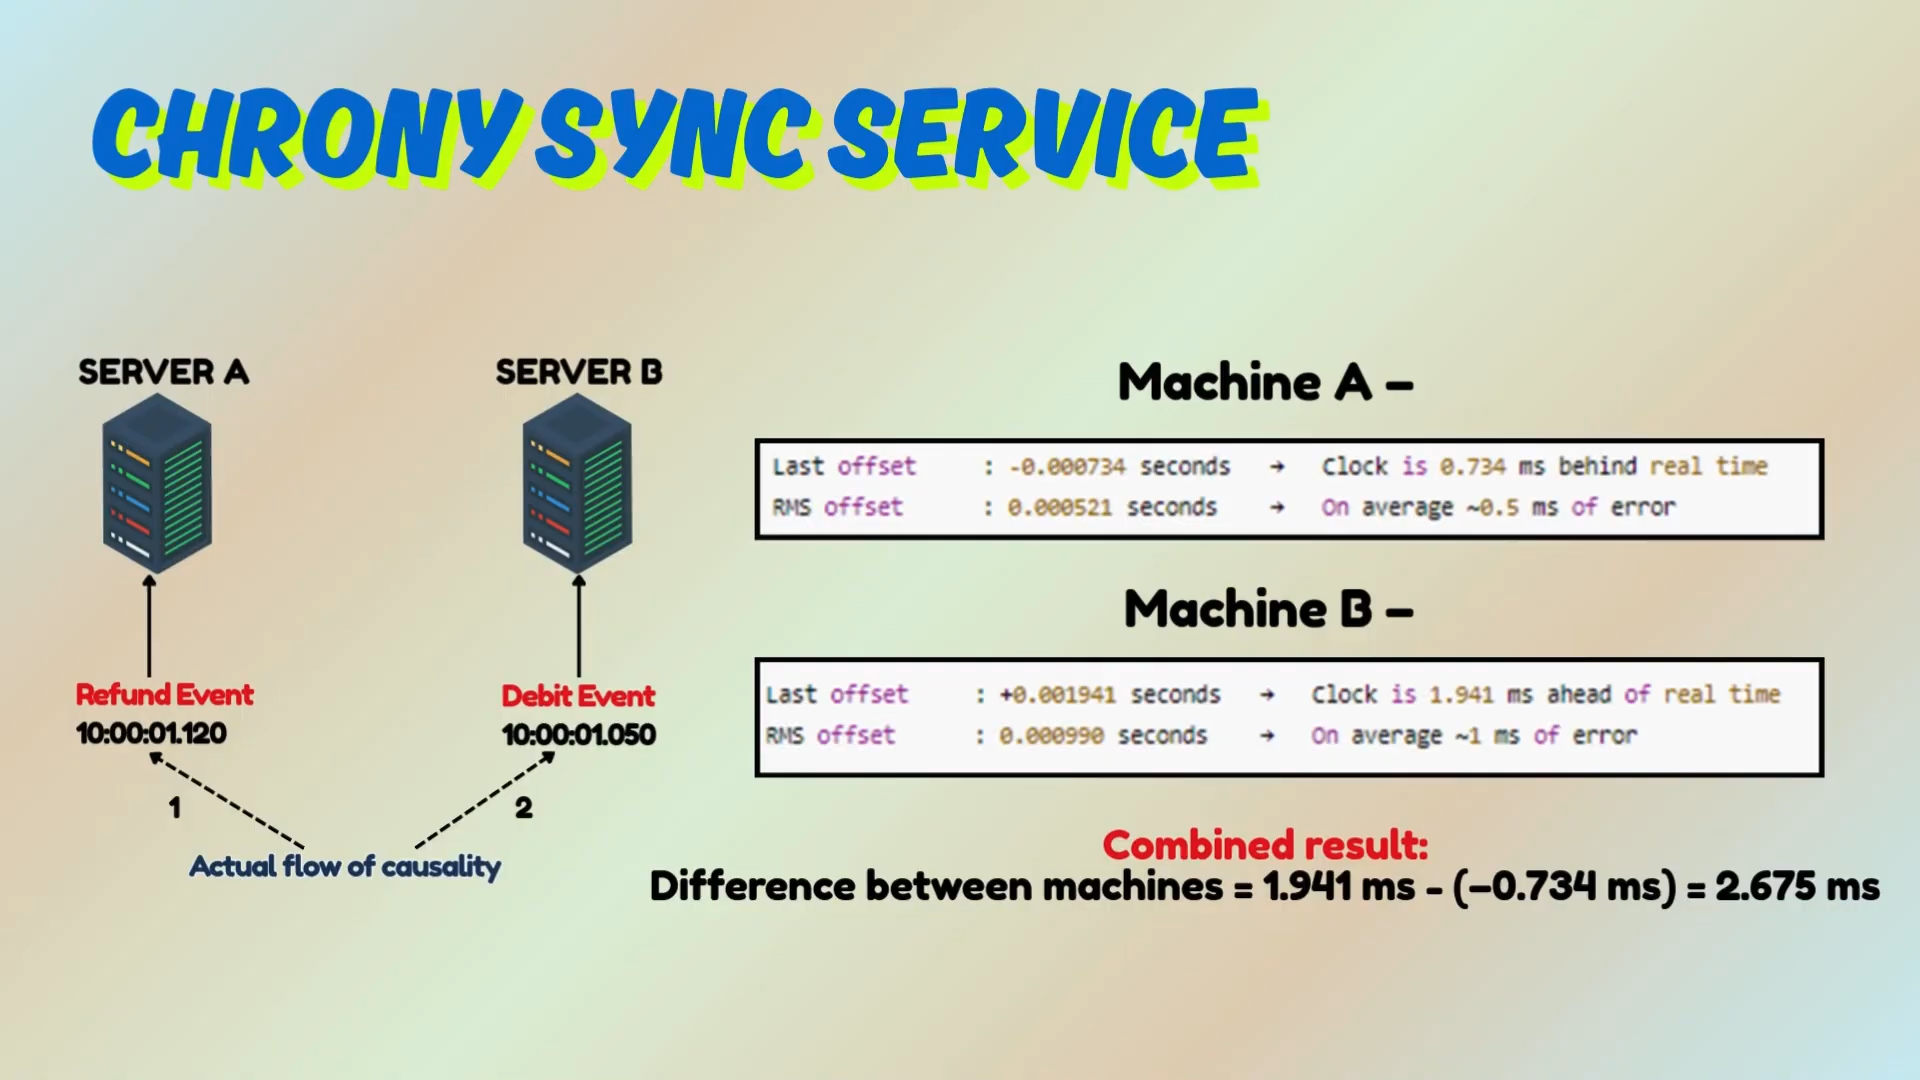 CHRONY SYNC SERVICE
SERVER A
SERVER B
Refund Event
10:00:01.120
Debit Event
10:00:01.050
1
2
Actual flow of causality
Machine A –
Last offset : -0.000734 seconds → Clock is 0.734 ms behind real time
RMS offset : 0.000521 seconds → On average ~0.5 ms of error
Machine B –
Last offset : +0.001941 seconds → Clock is 1.941 ms ahead of real time
RMS offset : 0.000990 seconds → On average ~1 ms of error
Combined result:
Difference between machines = 1.941 ms - (–0.734 ms) = 2.675 ms